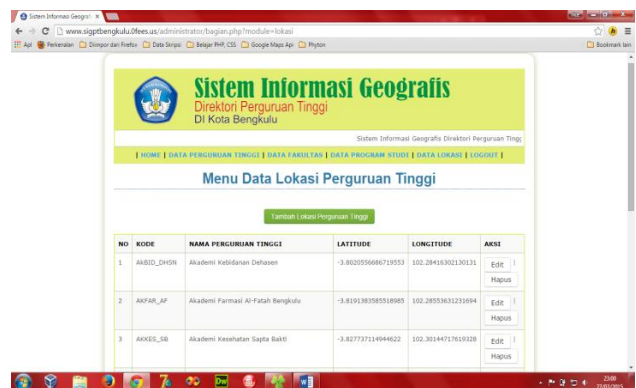 Sistem Informasi Geograf
www.sigptbengkulu.0fees.us/administrator/bagian.php?module=lokasi
Apl Perkenalan Diimpor dari Firefox Data Skripsi Belajar PHP, CSS Google Maps Api Phyton Bookmark lain
Sistem Informasi Geografis
Direktori Perguruan Tinggi
Di Kota Bengkulu
Sistem Informasi Geografis Direktori Perguruan Tingg
| HOME | DATA PERGURUAN TINGGI | DATA FAKULTAS | DATA PROGRAM STUDI | DATA LOKASI | LOGOUT |
Menu Data Lokasi Perguruan Tinggi
Tambah Lokasi Perguruan Tinggi
NO KODE NAMA PERGURUAN TINGGI LATITUDE LONGITUDE AKSI
1 AKBID_DHSN Akademi Kebidanan Dehasen -3.8020556686719553 102.28416302130131 Edit |
Hapus
2 AKFAR_AF Akademi Farmasi Al-Fatah Bengkulu -3.8191383585518985 102.28553631231694 Edit |
Hapus
3 AKKES_SB Akademi Kesehatan Sapta Bakti -3.827737114944622 102.30144717619328 Edit |
Hapus
23:00
22/03/2015